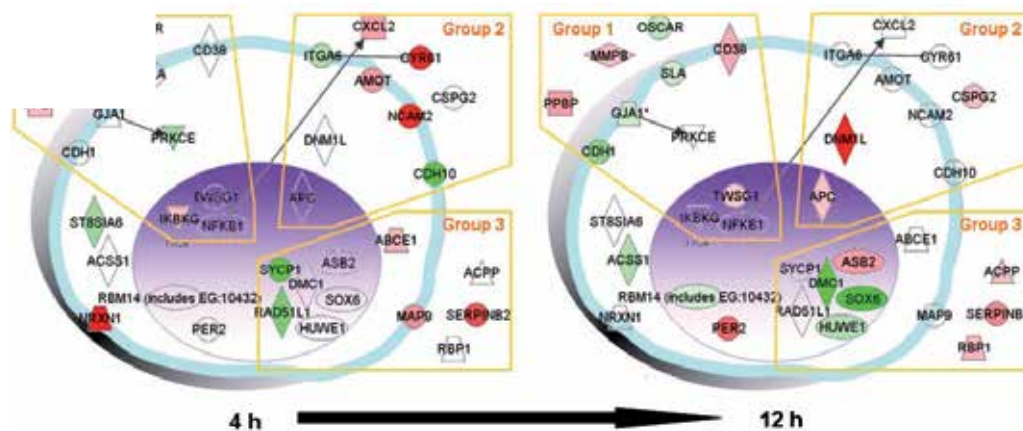 CXCL2
Group 2
CD38
ITGA6
CYR61
AMOT
CSPG2
NCAM2
GJA1
PRKCE
DNM1L
CDH1
CDH10
TWSG1
APC
IKBKG
NFKB1
ST8SIA6
Group 3
ABCE1
ACSS1
SYCP1
ASB2
ACPP
DMC1
RBM14 (includes EG:10432)
SOX6
NRXN1
RAD51L1
MAP9
SERPINB2
PER2
HUWE1
RBP1
4 h
Group 1
OSCAR
CXCL2
Group 2
MMP8
CD38
ITGA6
CYR61
SLA
AMOT
PPBP
CSPG2
GJA1*
NCAM2
PRKCE
DNM1L
CDH1
CDH10
TWSG1
APC
IKBKG
NFKB1
ST8SIA6
Group 3
ABCE1
ACSS1
SYCP1
ASB2
ACPP
DMC1
RBM14 (includes EG:10432)
SOX6
NRXN1
RAD51L1
MAP9
SERPINB2
PER2
HUWE1
RBP1
12 h